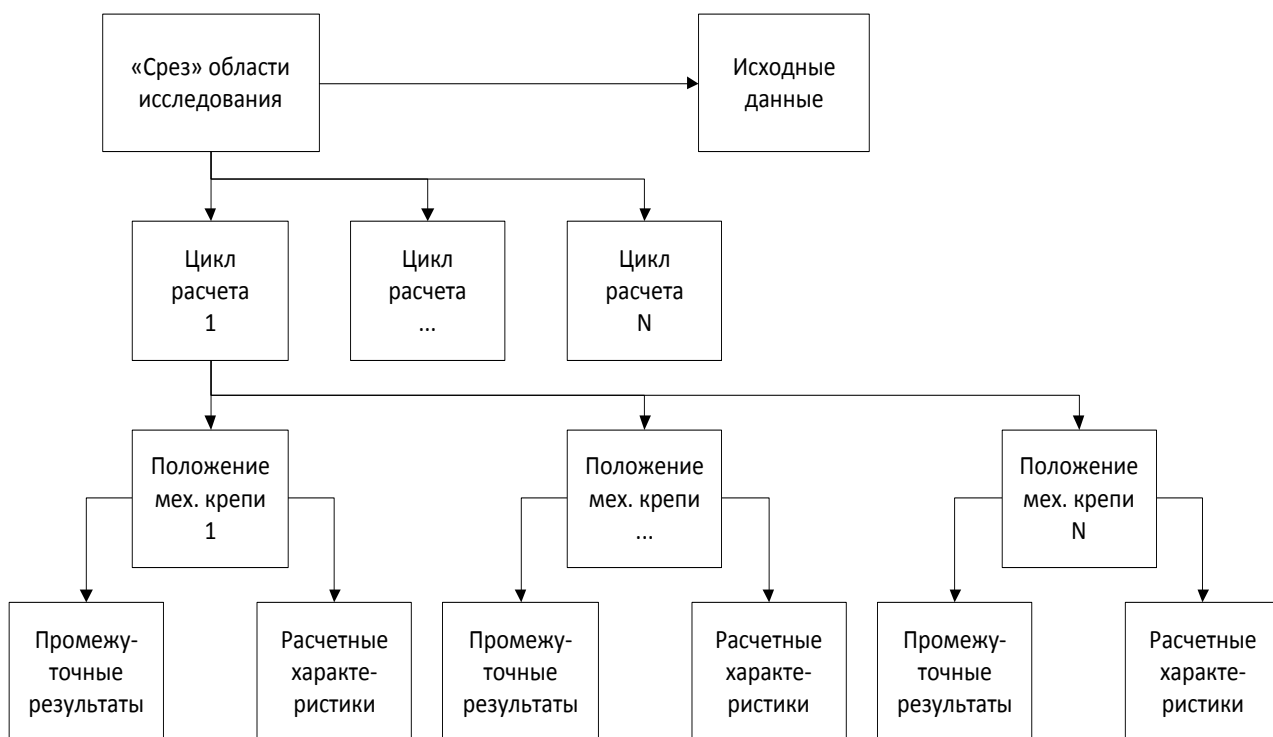 «Срез» области
исследования
Исходные
данные
Цикл
расчета
1
Цикл
расчета
...
Цикл
расчета
N
Положение
мех. крепи
1
Положение
мех. крепи
...
Положение
мех. крепи
N
Промежу-
точные
результаты
Расчетные
характе-
ристики
Промежу-
точные
результаты
Расчетные
характе-
ристики
Промежу-
точные
результаты
Расчетные
характе-
ристики